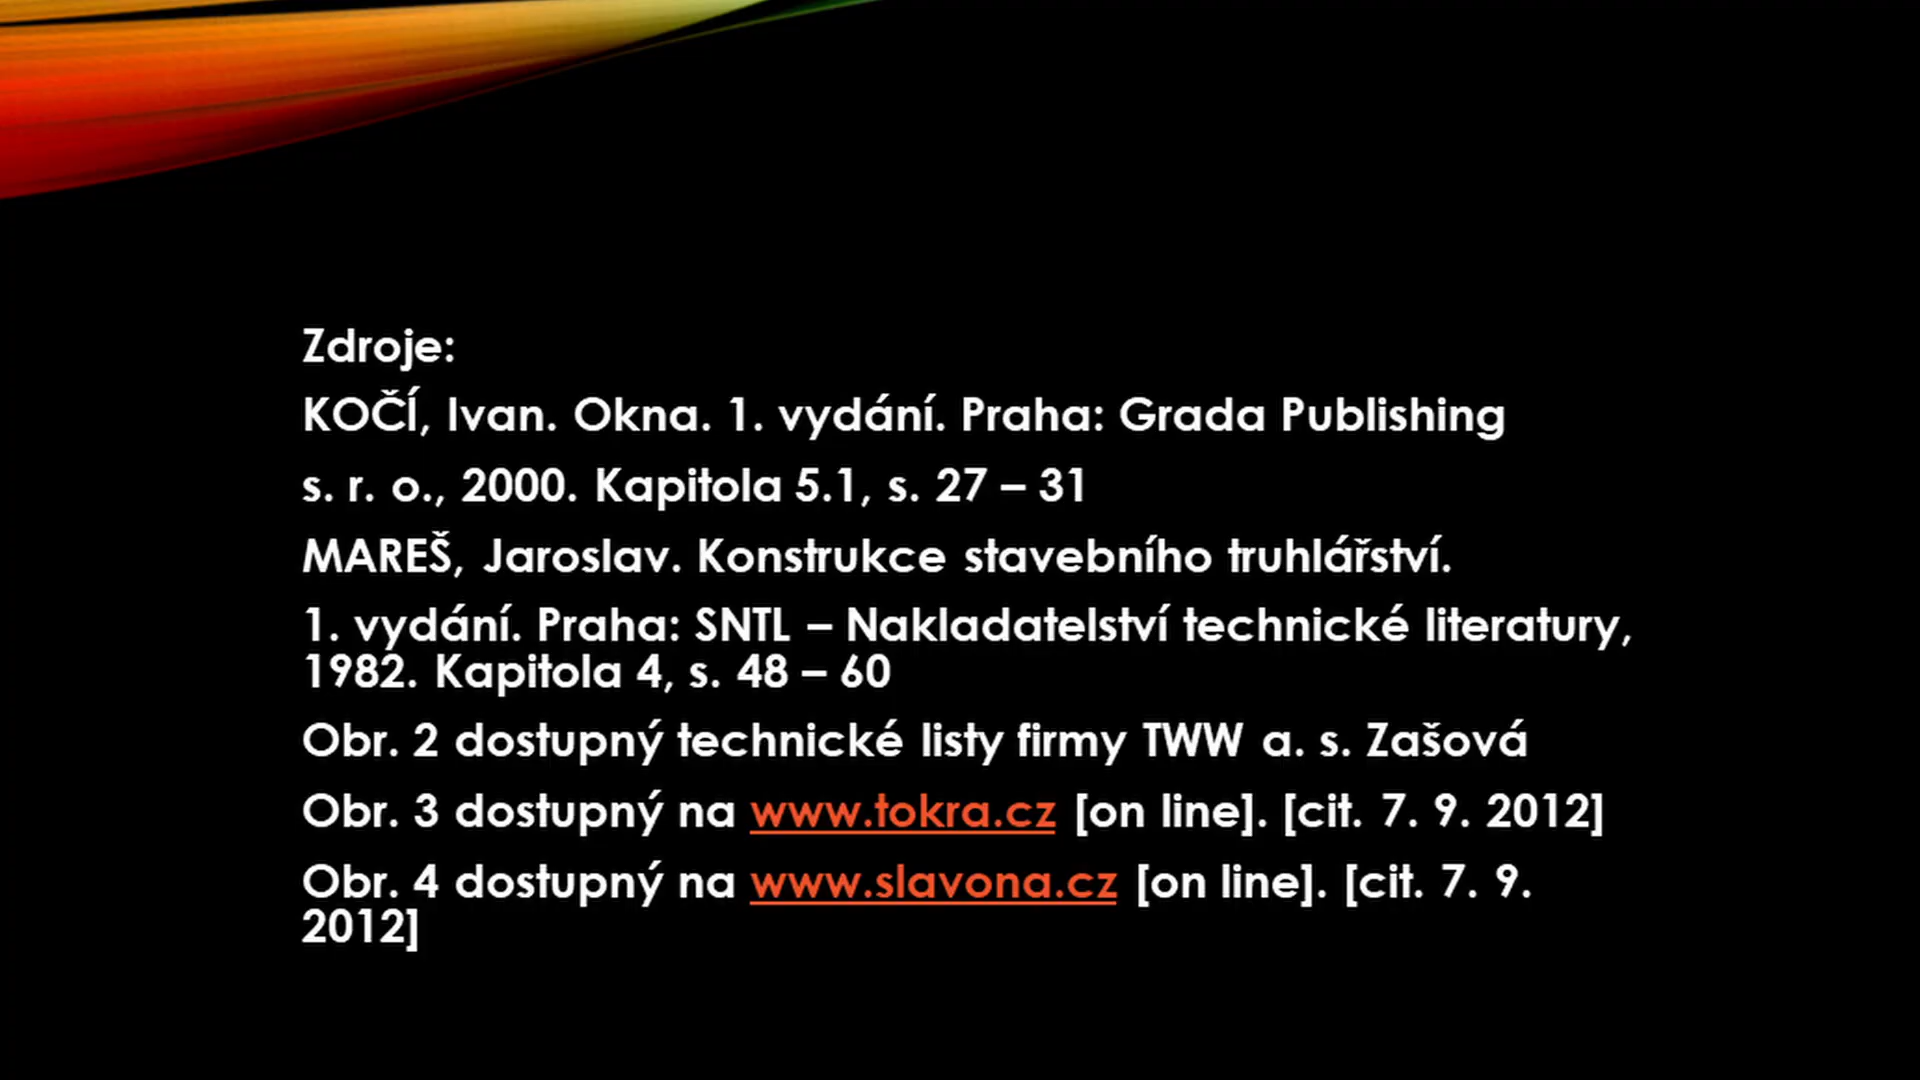 Zdroje:
KOČÍ, Ivan. Okna. 1. vydání. Praha: Grada Publishing
s. r. o., 2000. Kapitola 5.1, s. 27 – 31
MAREŠ, Jaroslav. Konstrukce stavebního truhlářství.
1. vydání. Praha: SNTL – Nakladatelství technické literatury,
1982. Kapitola 4, s. 48 – 60
Obr. 2 dostupný technické listy firmy TWW a. s. Zašová
Obr. 3 dostupný na www.tokra.cz [on line]. [cit. 7. 9. 2012]
Obr. 4 dostupný na www.slavona.cz [on line]. [cit. 7. 9.
2012]